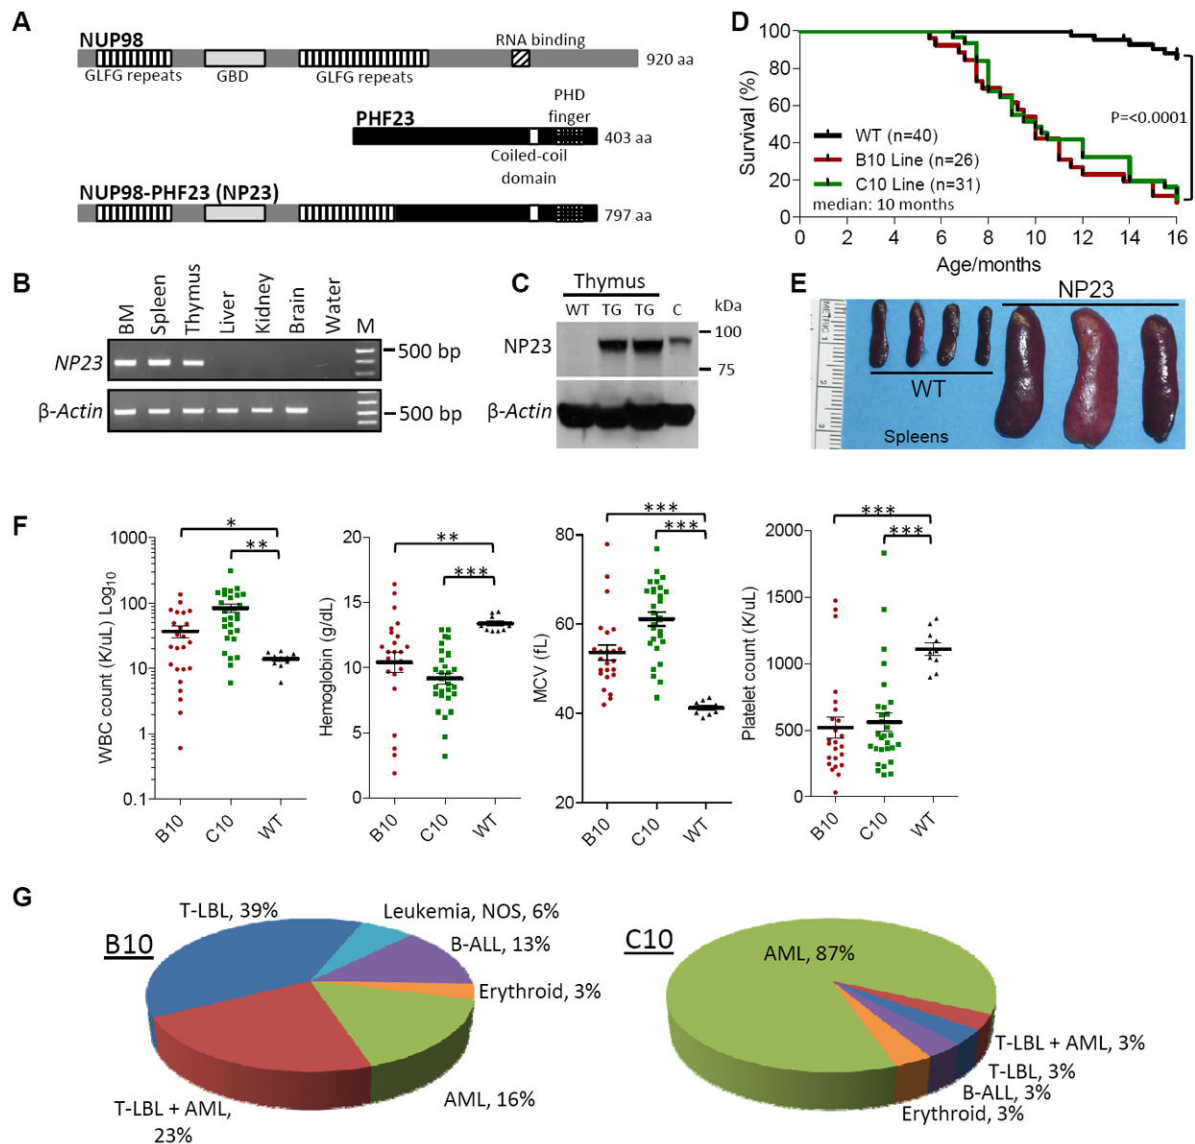 A
NUP98
RNA binding
GLFG repeats
GBD
GLFG repeats
920 aa
PHD
finger
PHF23
403 aa
Coiled-coil
domain
NUP98-PHF23 (NP23)
797 aa
B
BM
Spleen
Thymus
Liver
Kidney
Brain
Water
M
NP23
500 bp
β-Actin
500 bp
C
Thymus
WT TG TG C
kDa
NP23
100
75
β-Actin
D
Survival (%)
100
80
60
40
20
0
P=<0.0001
WT (n=40)
B10 Line (n=26)
C10 Line (n=31)
median: 10 months
0 2 4 6 8 10 12 14 16
Age/months
E
NP23
METRIC 1
2
3
WT
Spleens
F
WBC count (K/uL) Log10
1000
100
10
1
0.1
*
**
B10 C10 WT
Hemoglobin (g/dL)
20
15
10
5
0
**
***
B10 C10 WT
MCV (fL)
80
60
40
20
***
***
B10 C10 WT
Platelet count (K/uL)
2000
1500
1000
500
0
***
***
B10 C10 WT
G
B10
T-LBL, 39%
Leukemia, NOS, 6%
B-ALL, 13%
Erythroid, 3%
AML, 16%
T-LBL + AML,
23%
C10
AML, 87%
T-LBL + AML, 3%
T-LBL, 3%
B-ALL, 3%
Erythroid, 3%